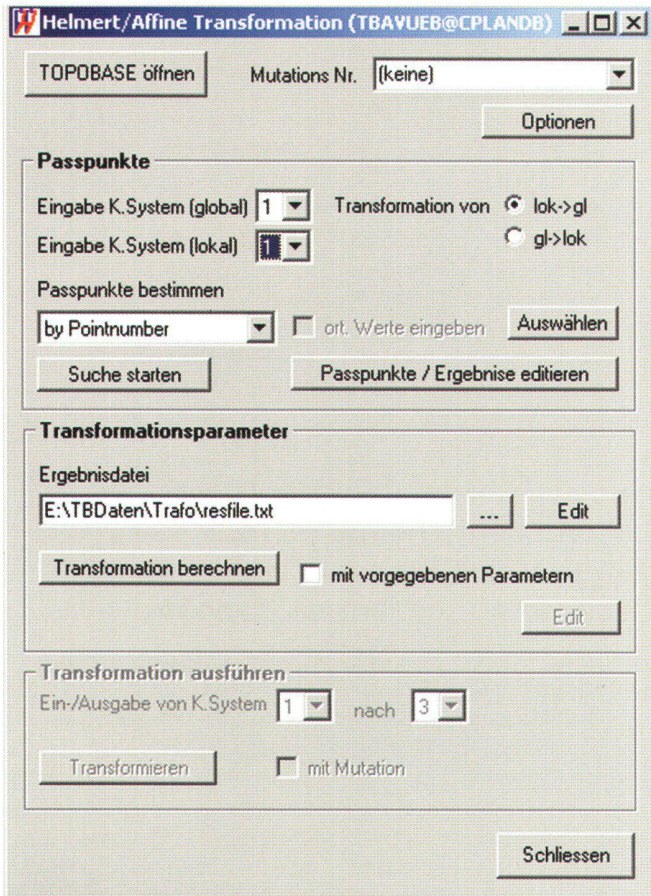 Helmert/Affine Transformation (TBAVUEB@CPLANDB)
TOPOBASE öffnen Mutations Nr. (keine)
Optionen
Passpunkte
Eingabe K.System (global) 1 Transformation von lok->gl
Eingabe K.System (lokal) 1 gl->lok
Passpunkte bestimmen
by Pointnumber ort. Werte eingeben Auswählen
Suche starten Passpunkte / Ergebnise editieren
Transformationsparameter
Ergebnisdatei
E:\TBDaten\Trafo\resfile.txt ... Edit
Transformation berechnen mit vorgegebenen Parametern
Edit
Transformation ausführen
Ein-/Ausgabe von K.System 1 nach 3
Transformieren mit Mutation
Schliessen